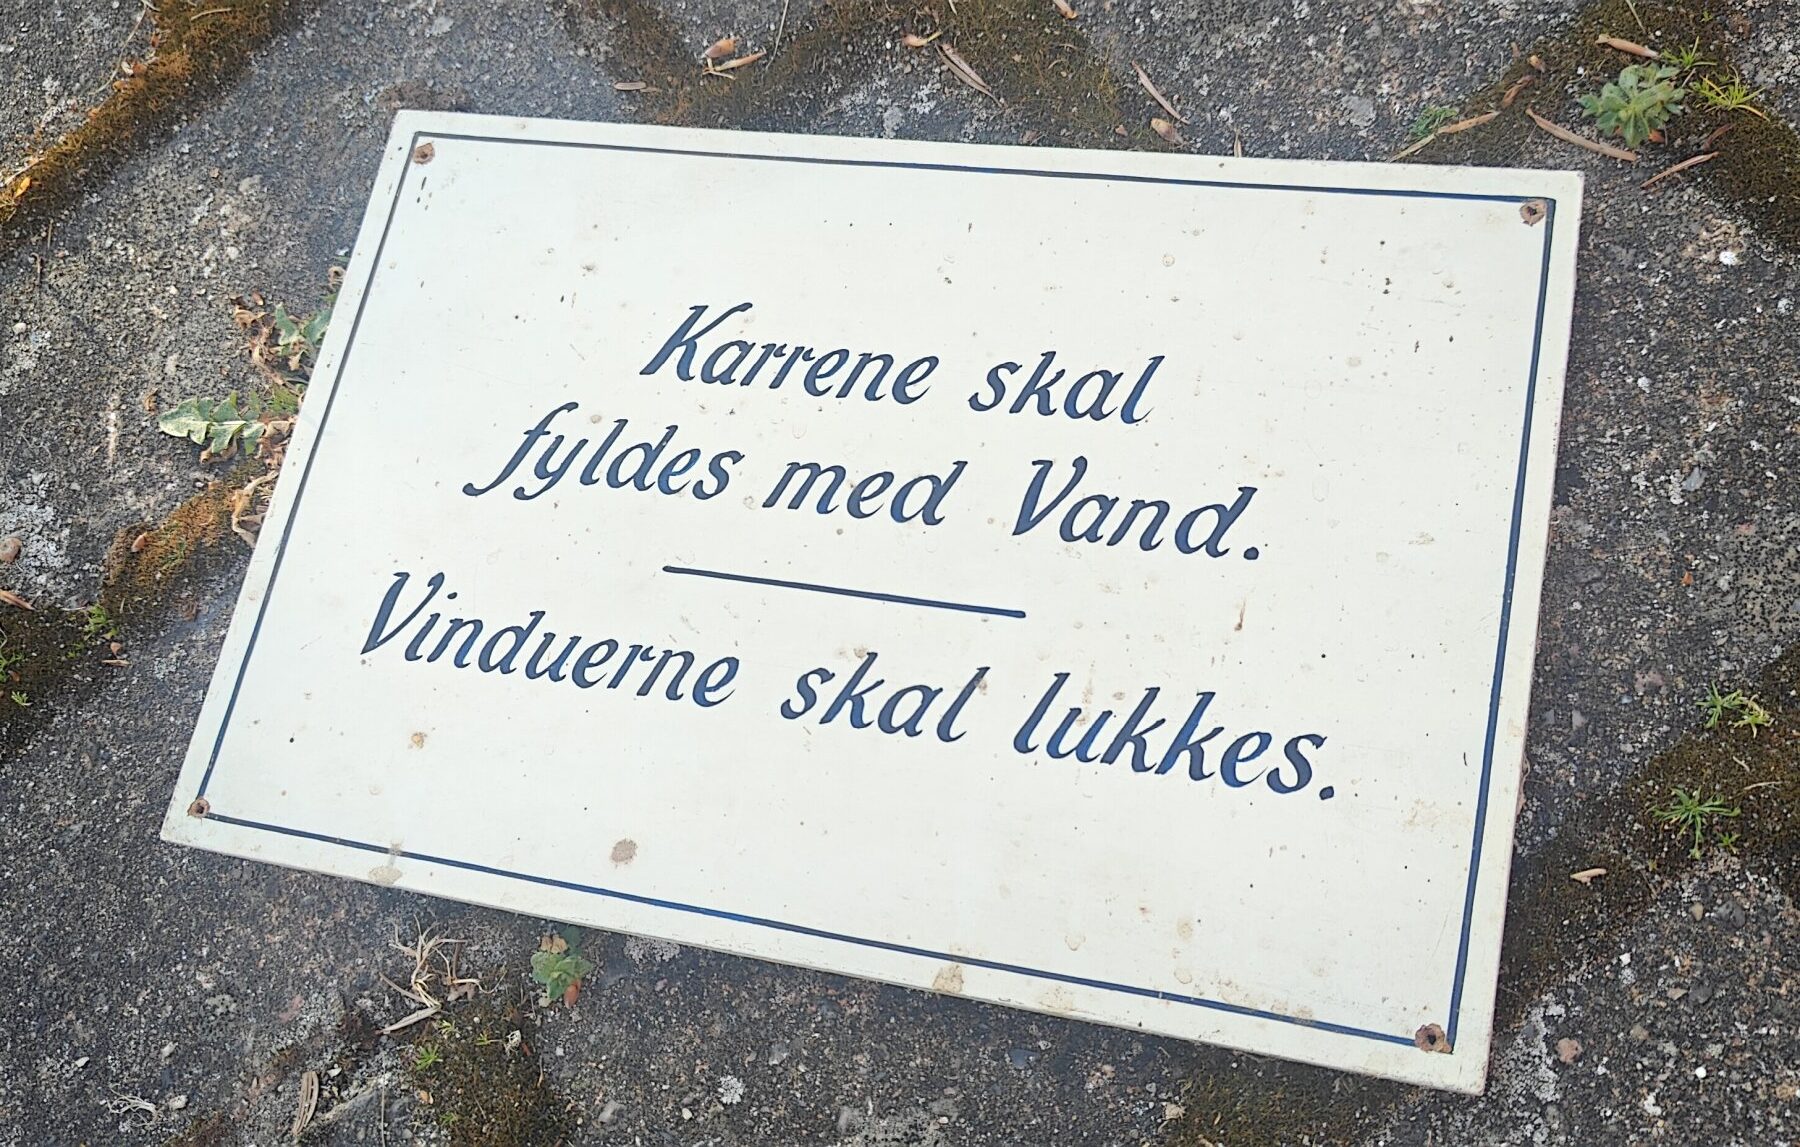 Karrene skal
fyldes med Vand.
Vinduerne skal lukkes.